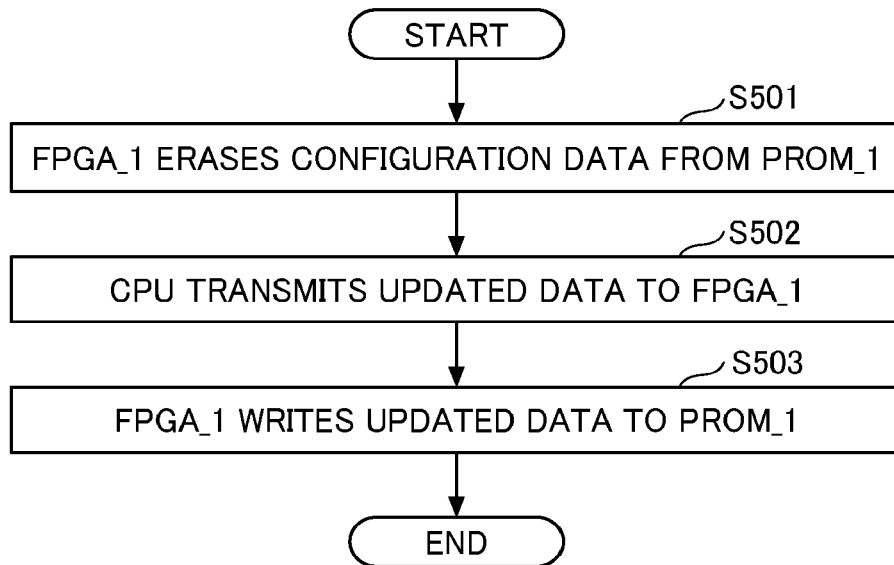 START
S501
FPGA_1 ERASES CONFIGURATION DATA FROM PROM_1
S502
CPU TRANSMITS UPDATED DATA TO FPGA_1
S503
FPGA_1 WRITES UPDATED DATA TO PROM_1
END